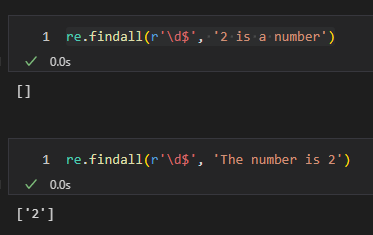 1 re.findall(r'\d$', '2 is a number')
0.0s
[]
1 re.findall(r'\d$', 'The number is 2')
0.0s
['2']